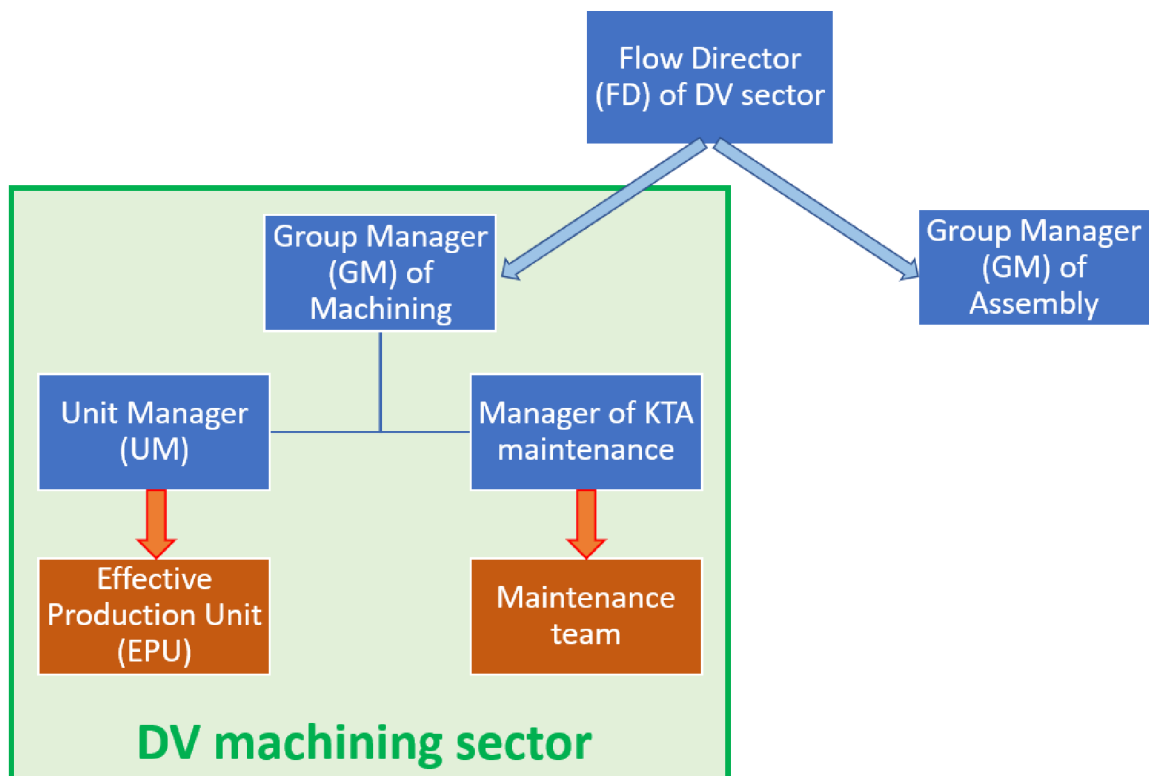 Flow Director
(FD) of DV sector
Group Manager
(GM) of
Machining
Group Manager
(GM) of
Assembly
Unit Manager
(UM)
Manager of KTA
maintenance
Effective
Production Unit
(EPU)
Maintenance
team
DV machining sector